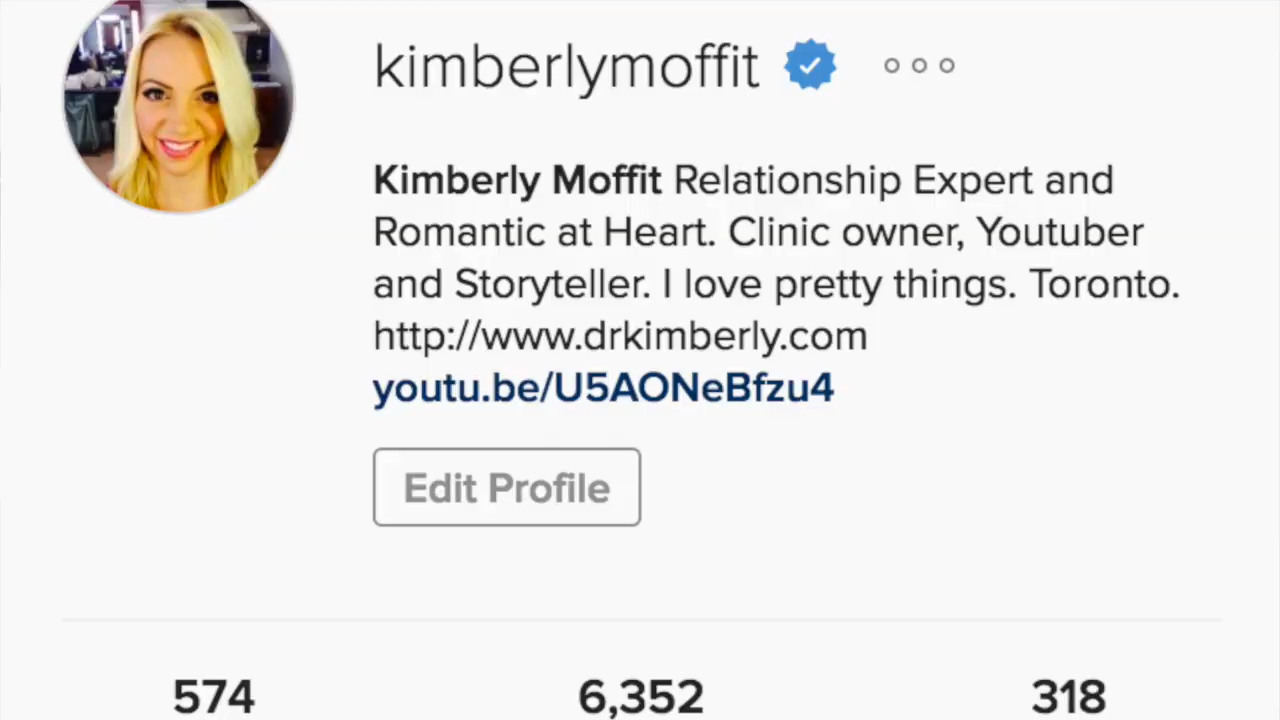 kimberlymoffit
Kimberly Moffit Relationship Expert and
Romantic at Heart. Clinic owner, Youtuber
and Storyteller. I love pretty things. Toronto.
http://www.drkimberly.com
youtu.be/U5AONeBfzu4
Edit Profile
574 6,352 318